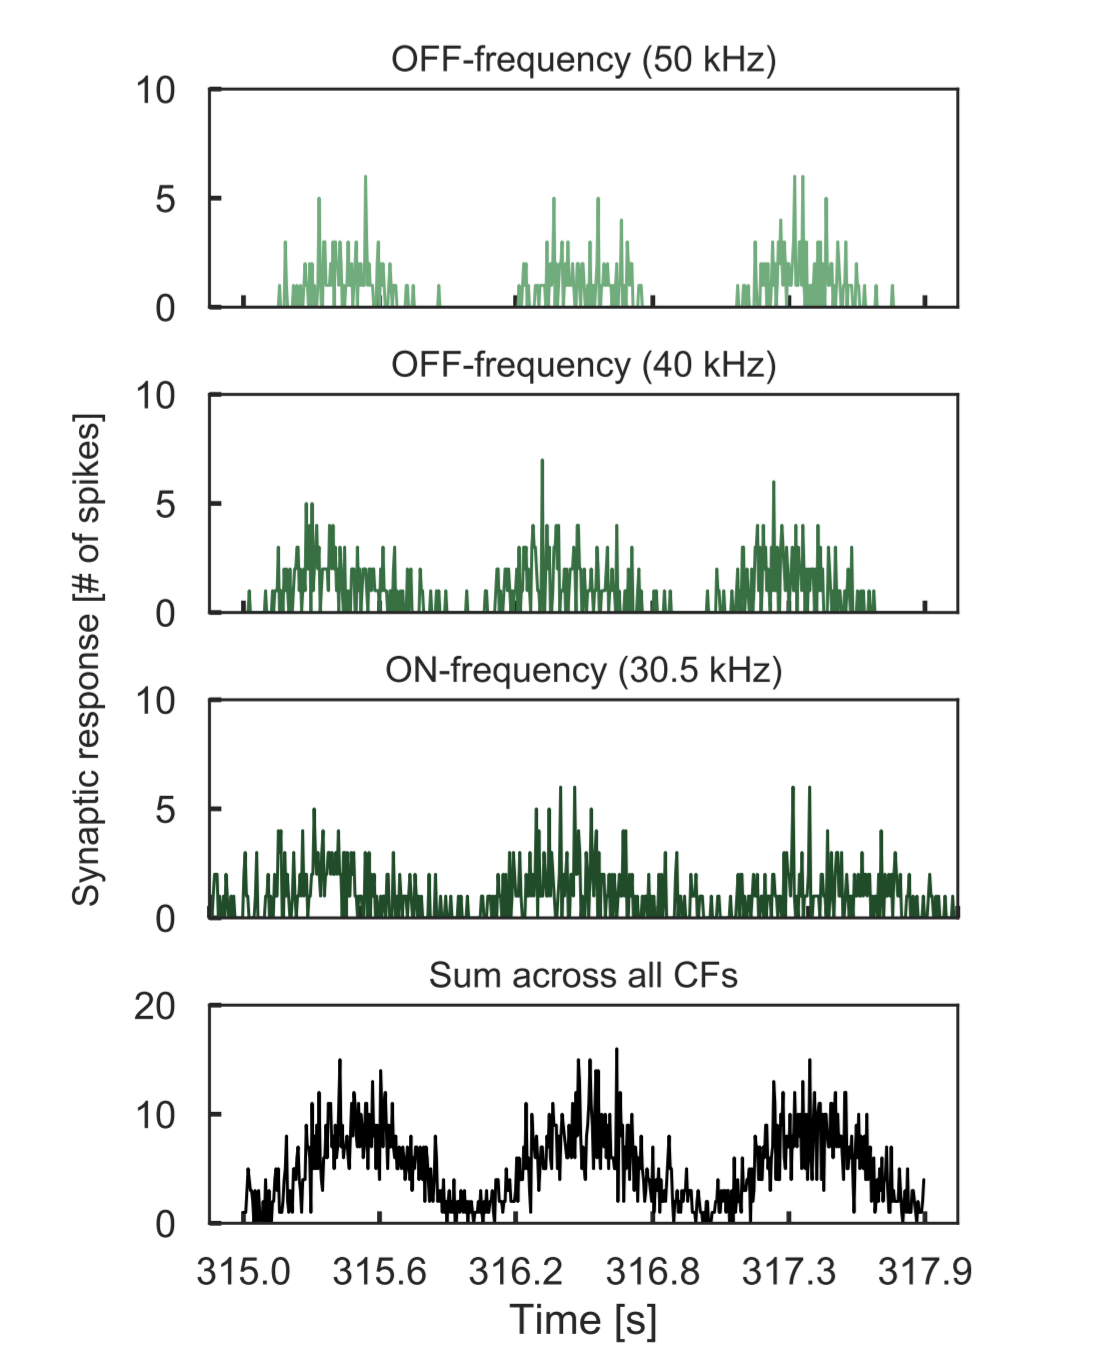 OFF-frequency (50 kHz)
10
5
0
OFF-frequency (40 kHz)
10
5
0
Synaptic response [# of spikes]
ON-frequency (30.5 kHz)
10
5
0
Sum across all CFs
20
10
0
315.0 315.6 316.2 316.8 317.3 317.9
Time [s]